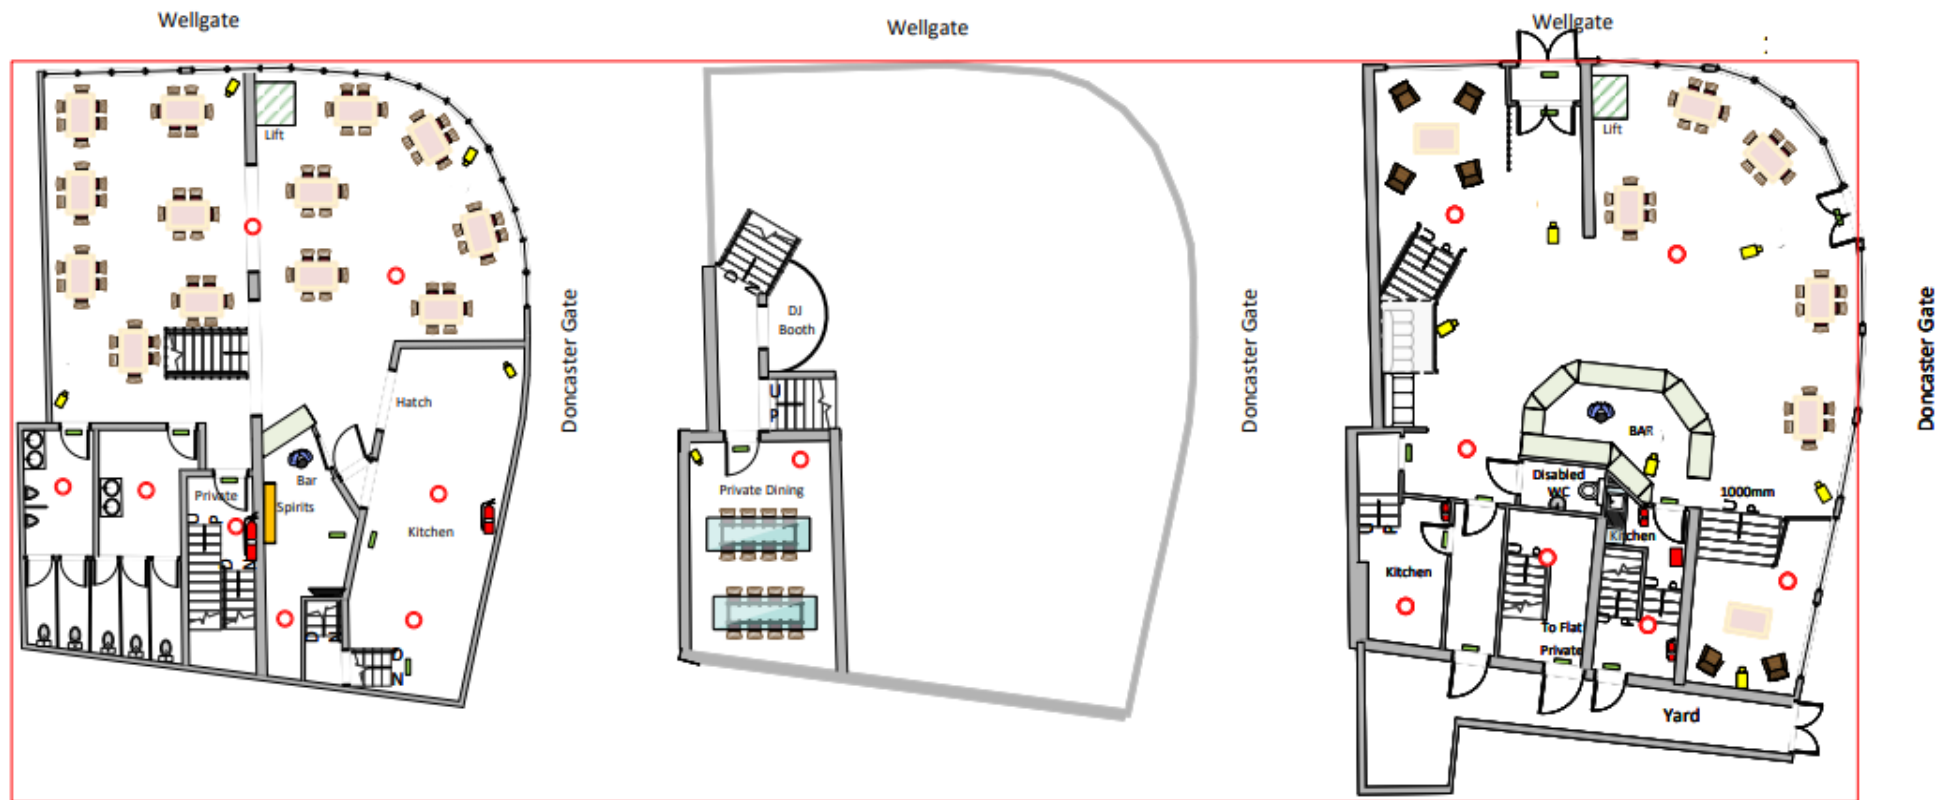 Wellgate
Lift
Doncaster Gate
Hatch
Private
Bar
Spirits
Kitchen
U
P
D
N
D
N
D
N
Wellgate
D
N
DJ
Booth
U
P
Private Dining
Doncaster Gate
Wellgate
Lift
U
P
BAR
Disabled
WC
1000mm
U
P
Kitchen
U
P
Kitchen
U
P
U
P
To Flat
Private
Yard
Doncaster Gate